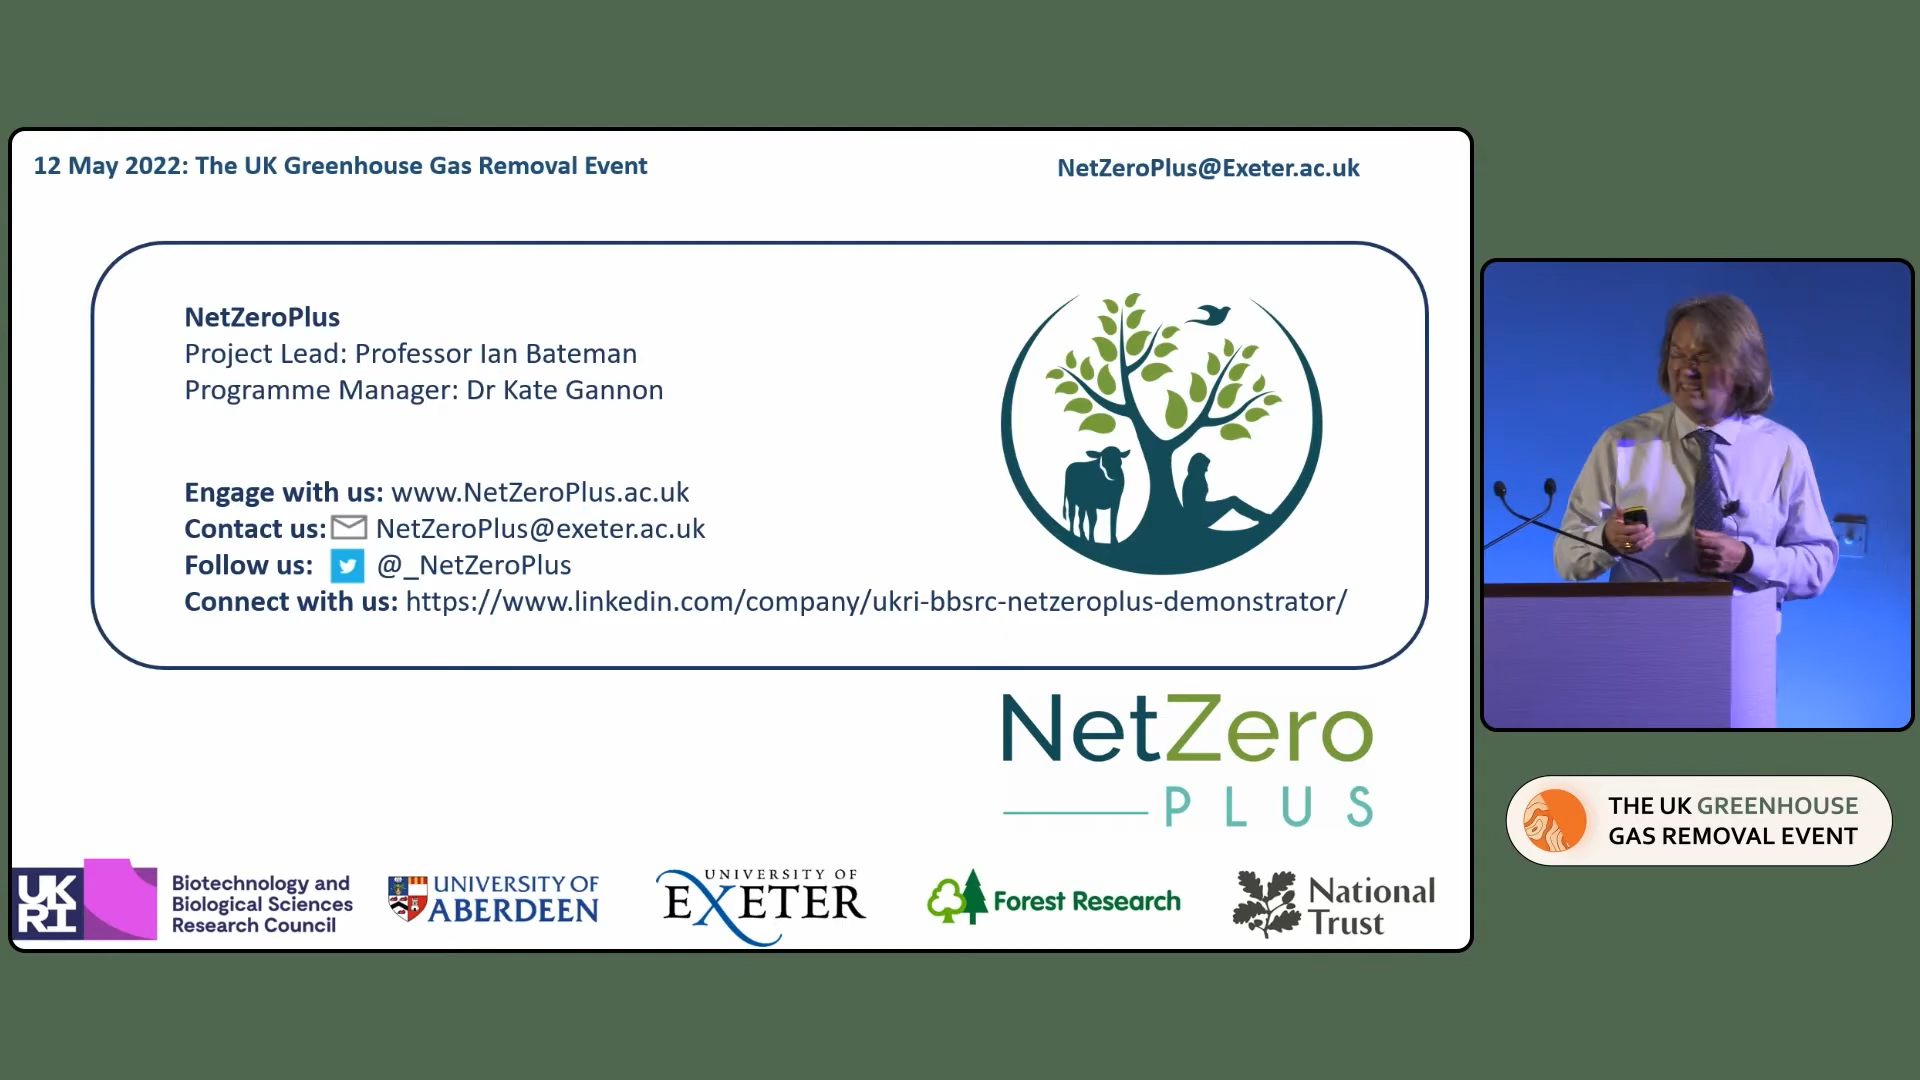 12 May 2022: The UK Greenhouse Gas Removal Event
NetZeroPlus@Exeter.ac.uk
NetZeroPlus
Project Lead: Professor Ian Bateman
Programme Manager: Dr Kate Gannon
Engage with us: www.NetZeroPlus.ac.uk
Contact us: NetZeroPlus@exeter.ac.uk
Follow us: @_NetZeroPlus
Connect with us: https://www.linkedin.com/company/ukri-bbsrc-netzeroplus-demonstrator/
NetZero
PLUS
UK
RI
Biotechnology and
Biological Sciences
Research Council
UNIVERSITY OF
ABERDEEN
UNIVERSITY OF
EXETER
Forest Research
National
Trust
THE UK GREENHOUSE
GAS REMOVAL EVENT